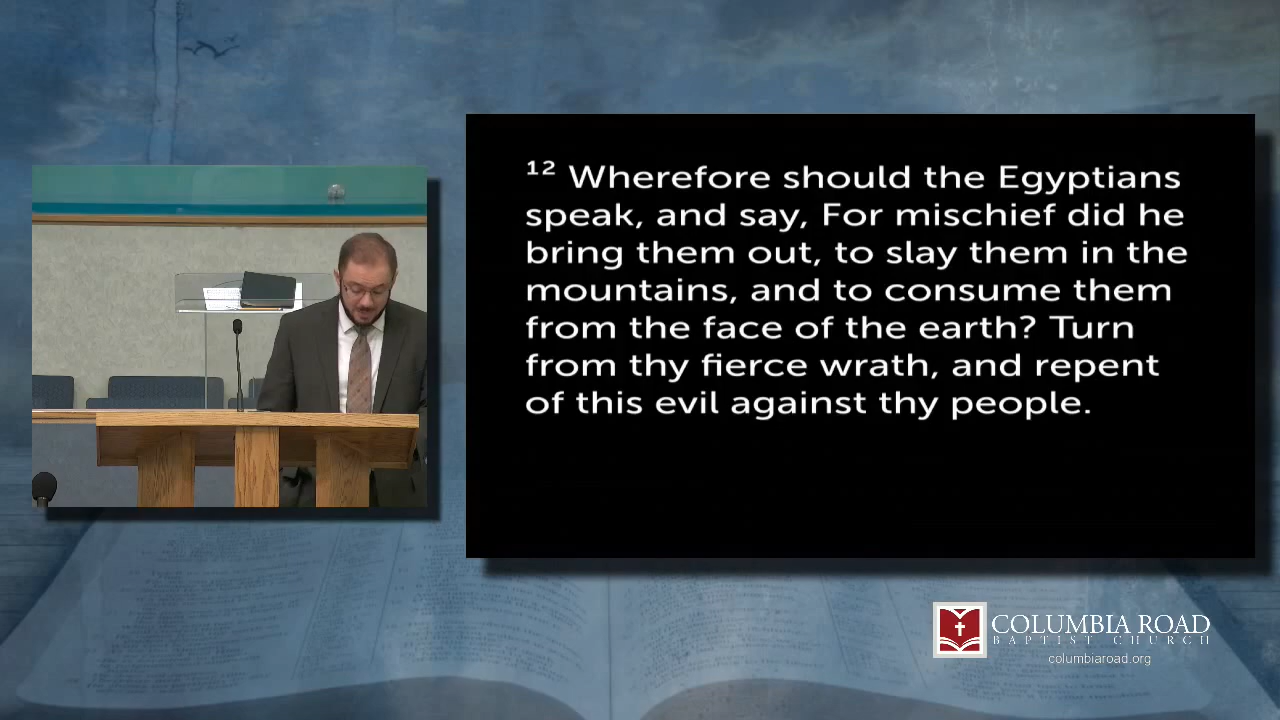 12 Wherefore should the Egyptians
speak, and say, For mischief did he
bring them out, to slay them in the
mountains, and to consume them
from the face of the earth? Turn
from thy fierce wrath, and repent
of this evil against thy people.
COLUMBIA ROAD
BAPTIST CHURCH
columbiaroad.org